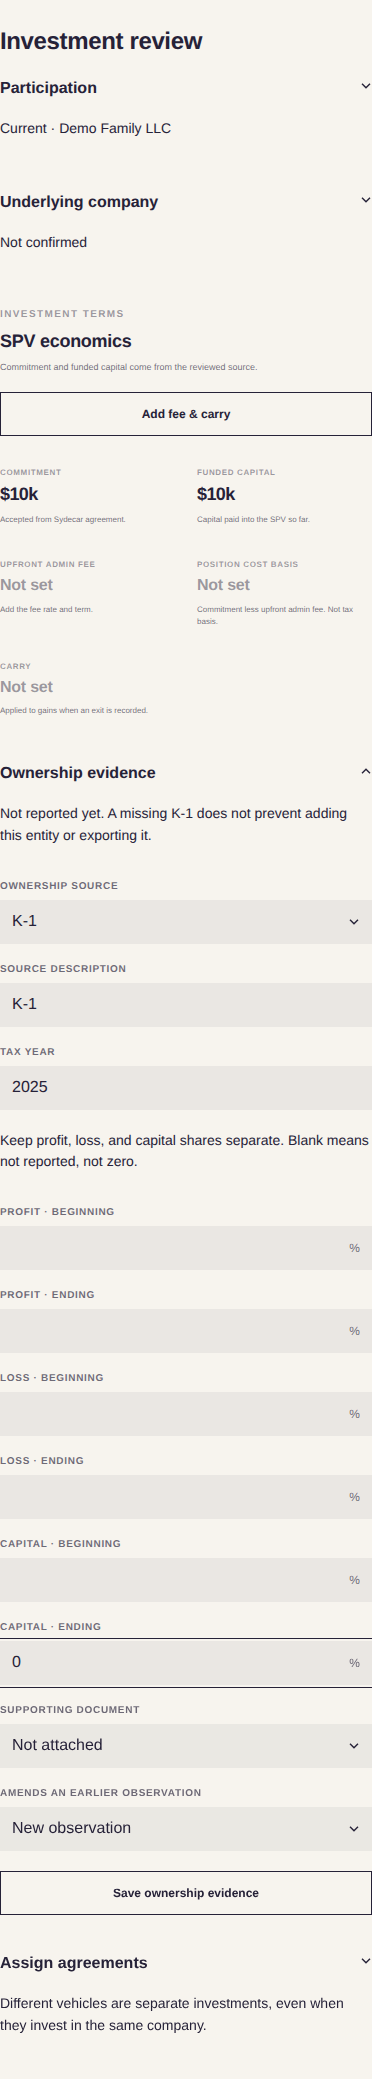 Investment review
Participation
Current · Demo Family LLC
Underlying company
Not confirmed
INVESTMENT TERMS
SPV economics
Commitment and funded capital come from the reviewed source.
Add fee & carry
COMMITMENT
$10k
Accepted from Sydecar agreement.
FUNDED CAPITAL
$10k
Capital paid into the SPV so far.
UPFRONT ADMIN FEE
Not set
Add the fee rate and term.
POSITION COST BASIS
Not set
Commitment less upfront admin fee. Not tax
basis.
CARRY
Not set
Applied to gains when an exit is recorded.
Ownership evidence
Not reported yet. A missing K-1 does not prevent adding
this entity or exporting it.
OWNERSHIP SOURCE
K-1
SOURCE DESCRIPTION
K-1
TAX YEAR
2025
Keep profit, loss, and capital shares separate. Blank means
not reported, not zero.
PROFIT · BEGINNING
%
PROFIT · ENDING
%
LOSS · BEGINNING
%
LOSS · ENDING
%
CAPITAL · BEGINNING
%
CAPITAL · ENDING
0 %
SUPPORTING DOCUMENT
Not attached
AMENDS AN EARLIER OBSERVATION
New observation
Save ownership evidence
Assign agreements
Different vehicles are separate investments, even when
they invest in the same company.